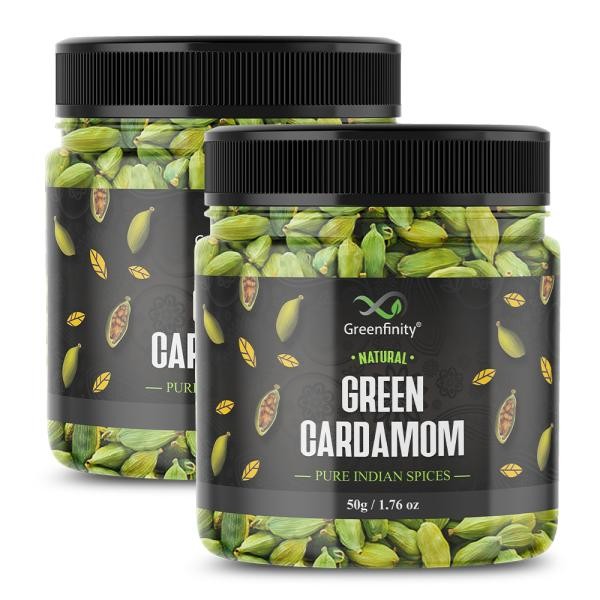 Greenfinity®
• NATURAL •
GREEN
CARDAMOM
— PURE INDIAN SPICES —
50g / 1.76 oz
CAR
— PURE